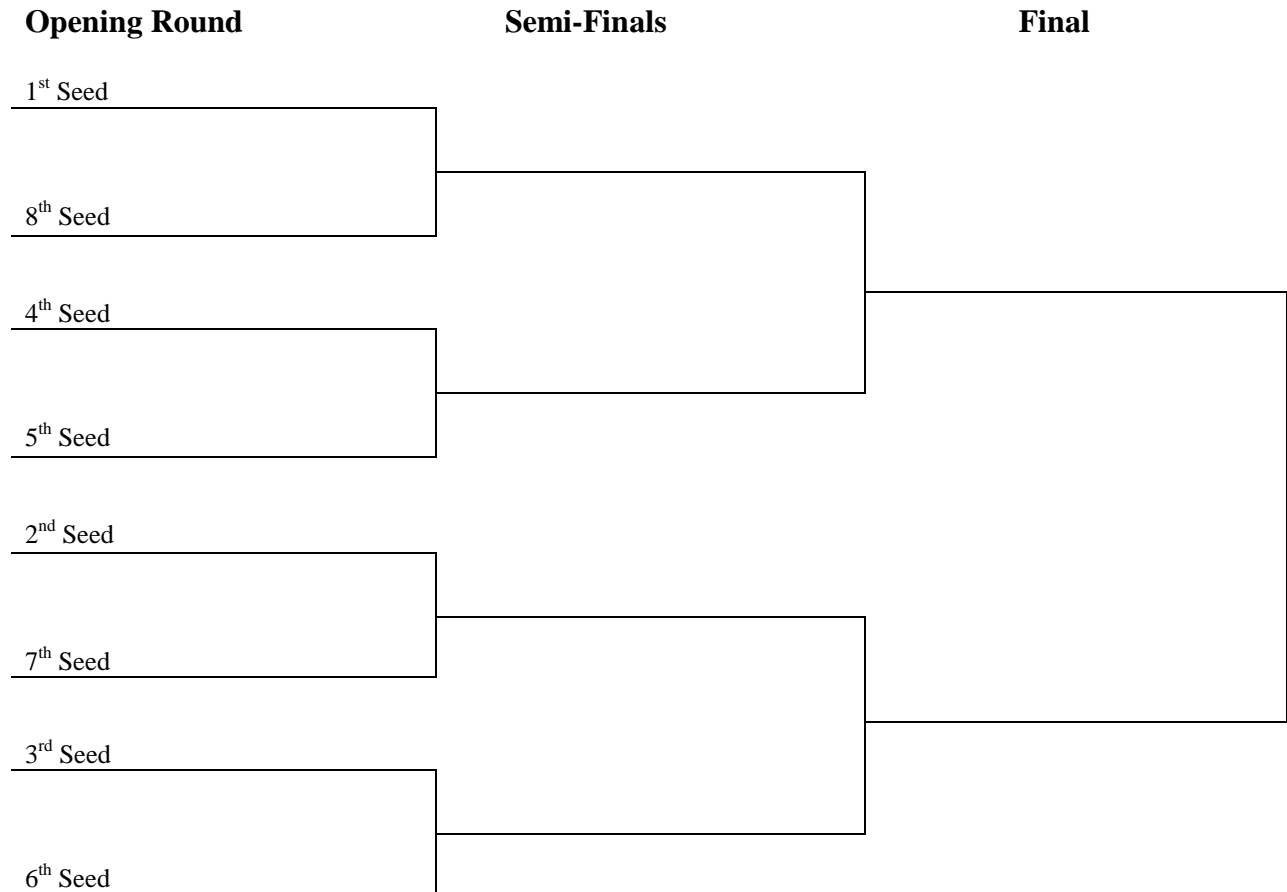 Opening Round Semi-Finals Final
1st Seed
8th Seed
4th Seed
5th Seed
2nd Seed
7th Seed
3rd Seed
6th Seed